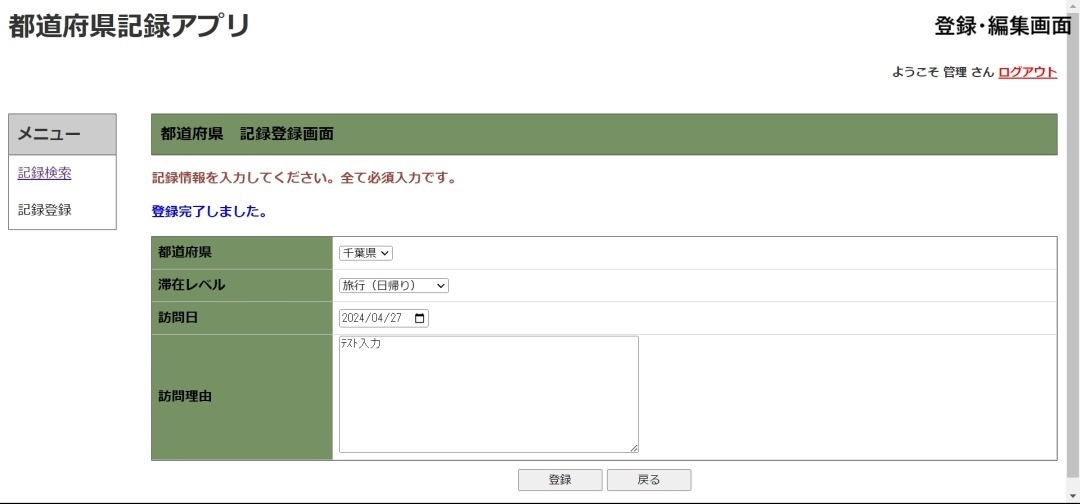 都道府県記録アプリ
登録・編集画面
ようこそ 管理 さん ログアウト
メニュー
記録検索
記録登録
都道府県　記録登録画面
記録情報を入力してください。全て必須入力です。
登録完了しました。
都道府県 千葉県
滞在レベル 旅行（日帰り）
訪問日 2024/04/27
訪問理由 ﾃｽﾄ入力
登録 戻る